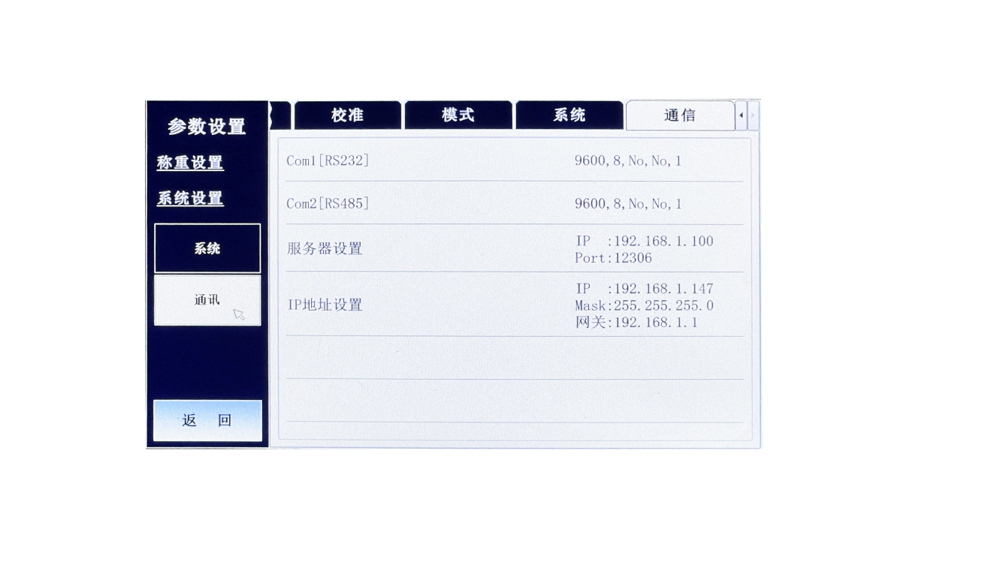 参数设置
称重设置
系统设置
系统
通讯
返 回
校准 模式 系统 通信
Com1[RS232] 9600,8,No,No,1
Com2[RS485] 9600,8,No,No,1
服务器设置
IP :192.168.1.100
Port:12306
IP地址设置
IP :192.168.1.147
Mask:255.255.255.0
网关:192.168.1.1